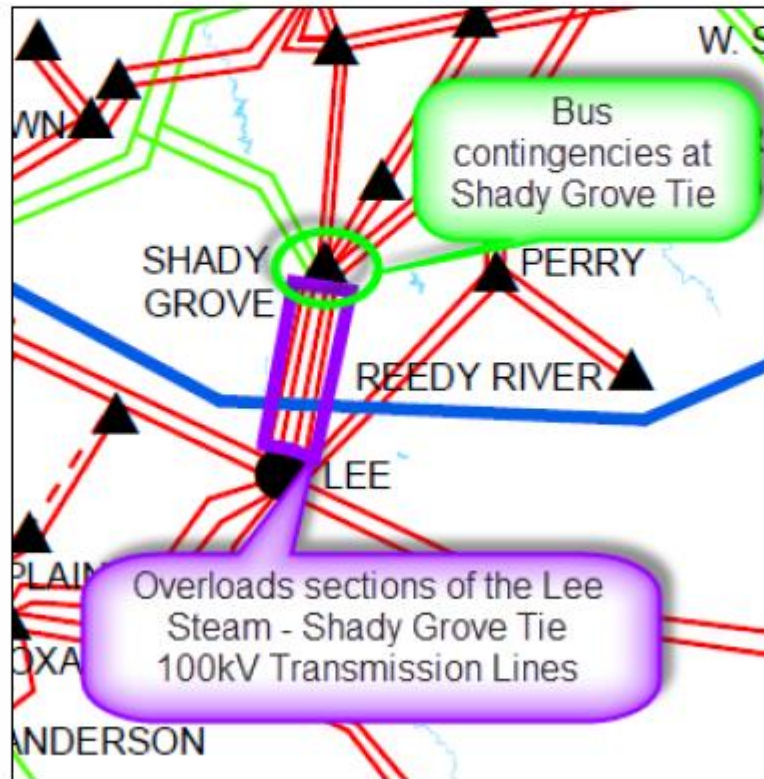 W. S
WN
Bus
contingencies at
Shady Grove Tie
SHADY
GROVE
PERRY
REEDY RIVER
LEE
PLAIN
Overloads sections of the Lee
Steam - Shady Grove Tie
100kV Transmission Lines
OXA
ANDERSON